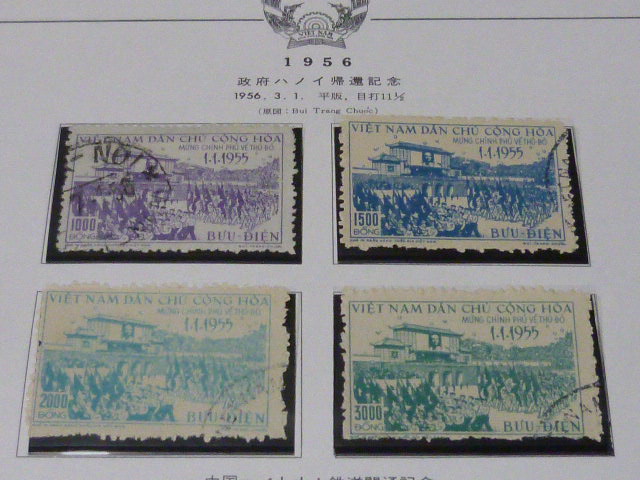 VIỆT NAM
1956
政府ハノイ帰還記念
1956. 3. 1. 平版，目打11½
(原図：Bui Trang Chuóc)
VIỆT NAM DÂN CHỦ CỘNG HÒA
MỪNG CHÍNH PHỦ VỀ THỦ ĐÔ
1•1•1955
1000
ĐỒNG
BƯU-ĐIỆN
VIỆT NAM DÂN CHỦ CỘNG HÒA
MỪNG CHÍNH PHỦ VỀ THỦ ĐÔ
1•1•1955
1500
ĐỒNG
BƯU-ĐIỆN
VIỆT NAM DÂN CHỦ CỘNG HÒA
MỪNG CHÍNH PHỦ VỀ THỦ ĐÔ
1•1•1955
2000
ĐỒNG
BƯU-ĐIỆN
VIỆT NAM DÂN CHỦ CỘNG HÒA
MỪNG CHÍNH PHỦ VỀ THỦ ĐÔ
1•1•1955
3000
ĐỒNG
BƯU-ĐIỆN